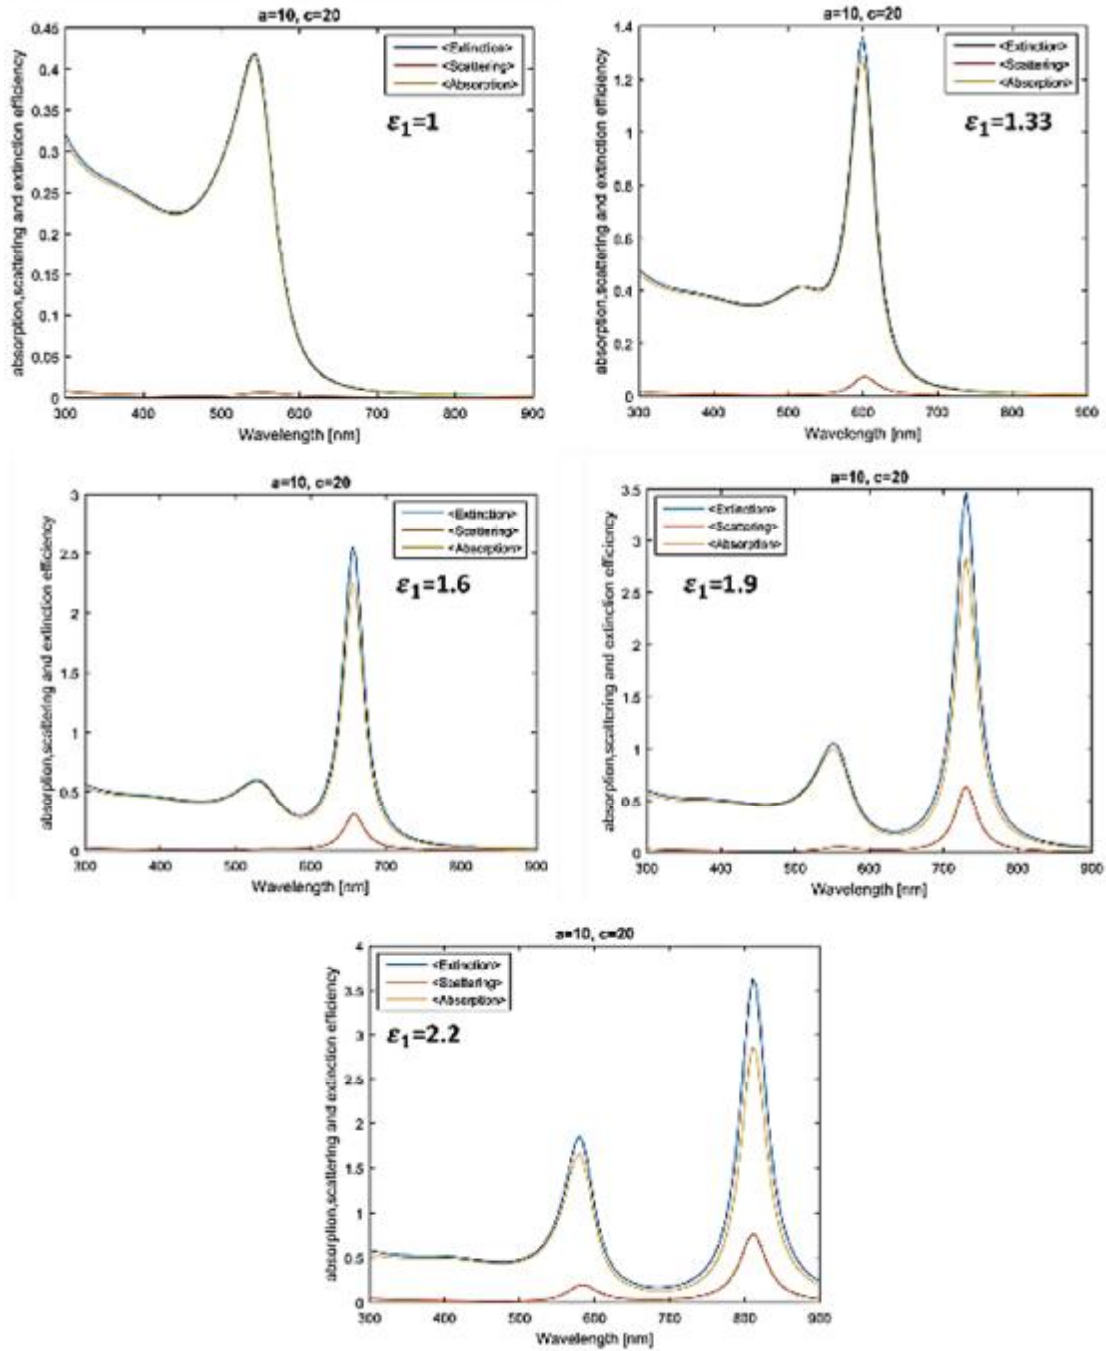 a=10, c=20
absorption,scattering and extinction efficiency
0.45
0.4
0.35
0.3
0.25
0.2
0.15
0.1
0.05
0
<Extinction>
<Scattering>
<Absorption>
ε₁=1
300 400 500 600 700 800 900
Wavelength [nm]
a=10, c=20
absorption,scattering and extinction efficiency
1.4
1.2
1
0.8
0.6
0.4
0.2
0
<Extinction>
<Scattering>
<Absorption>
ε₁=1.33
300 400 500 600 700 800 900
Wavelength [nm]
a=10, c=20
absorption,scattering and extinction efficiency
3
2.5
2
1.5
1
0.5
0
<Extinction>
<Scattering>
<Absorption>
ε₁=1.6
300 400 500 600 700 800 900
Wavelength [nm]
a=10, c=20
absorption,scattering and extinction efficiency
3.5
3
2.5
2
1.5
1
0.5
0
<Extinction>
<Scattering>
<Absorption>
ε₁=1.9
300 400 500 600 700 800 900
Wavelength [nm]
a=10, c=20
absorption,scattering and extinction efficiency
4
3.5
3
2.5
2
1.5
1
0.5
0
<Extinction>
<Scattering>
<Absorption>
ε₁=2.2
300 400 500 600 700 800 900
Wavelength [nm]